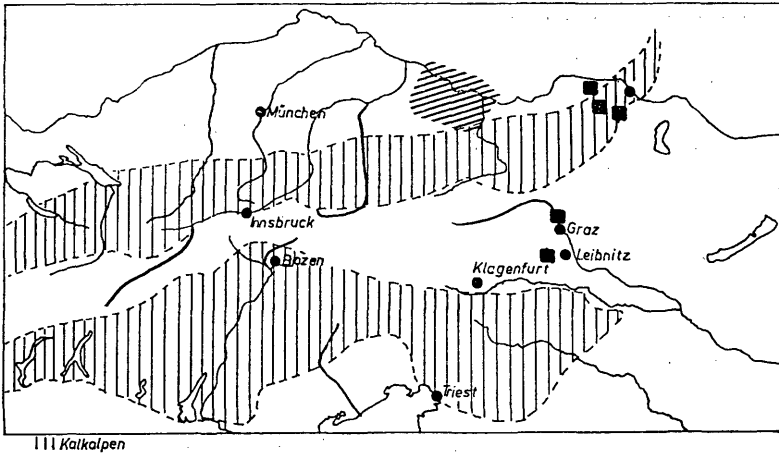 München
Innsbruck
Graz
Bozen
Leibnitz
Klagenfurt
Triest
Kalkalpen